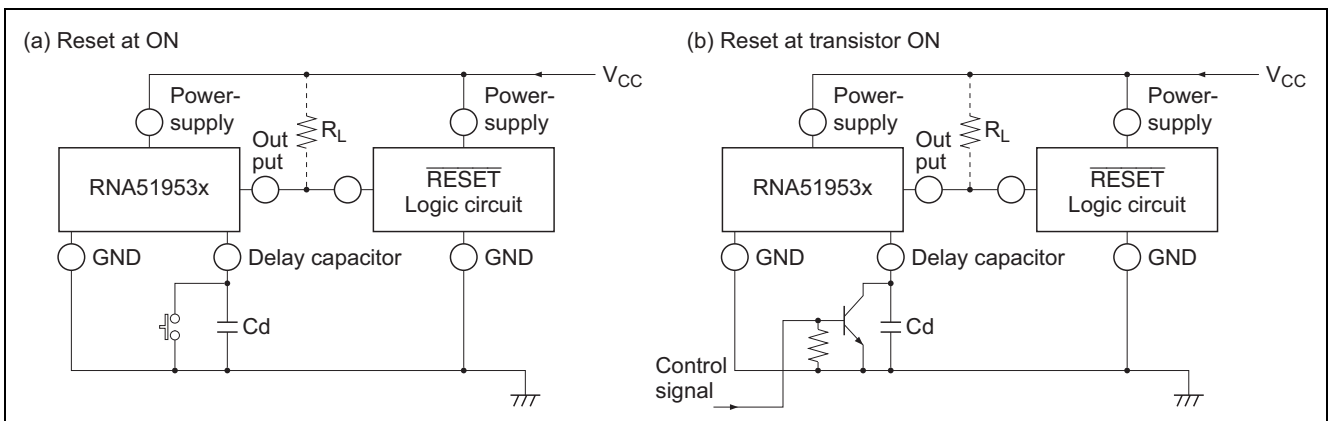 (a) Reset at ON
V_CC
Power-
supply
Power-
supply
Out
put
R_L
RNA51953x
RESET
Logic circuit
GND
Delay capacitor
GND
Cd
(b) Reset at transistor ON
V_CC
Power-
supply
Power-
supply
Out
put
R_L
RNA51953x
RESET
Logic circuit
GND
Delay capacitor
GND
Cd
Control
signal